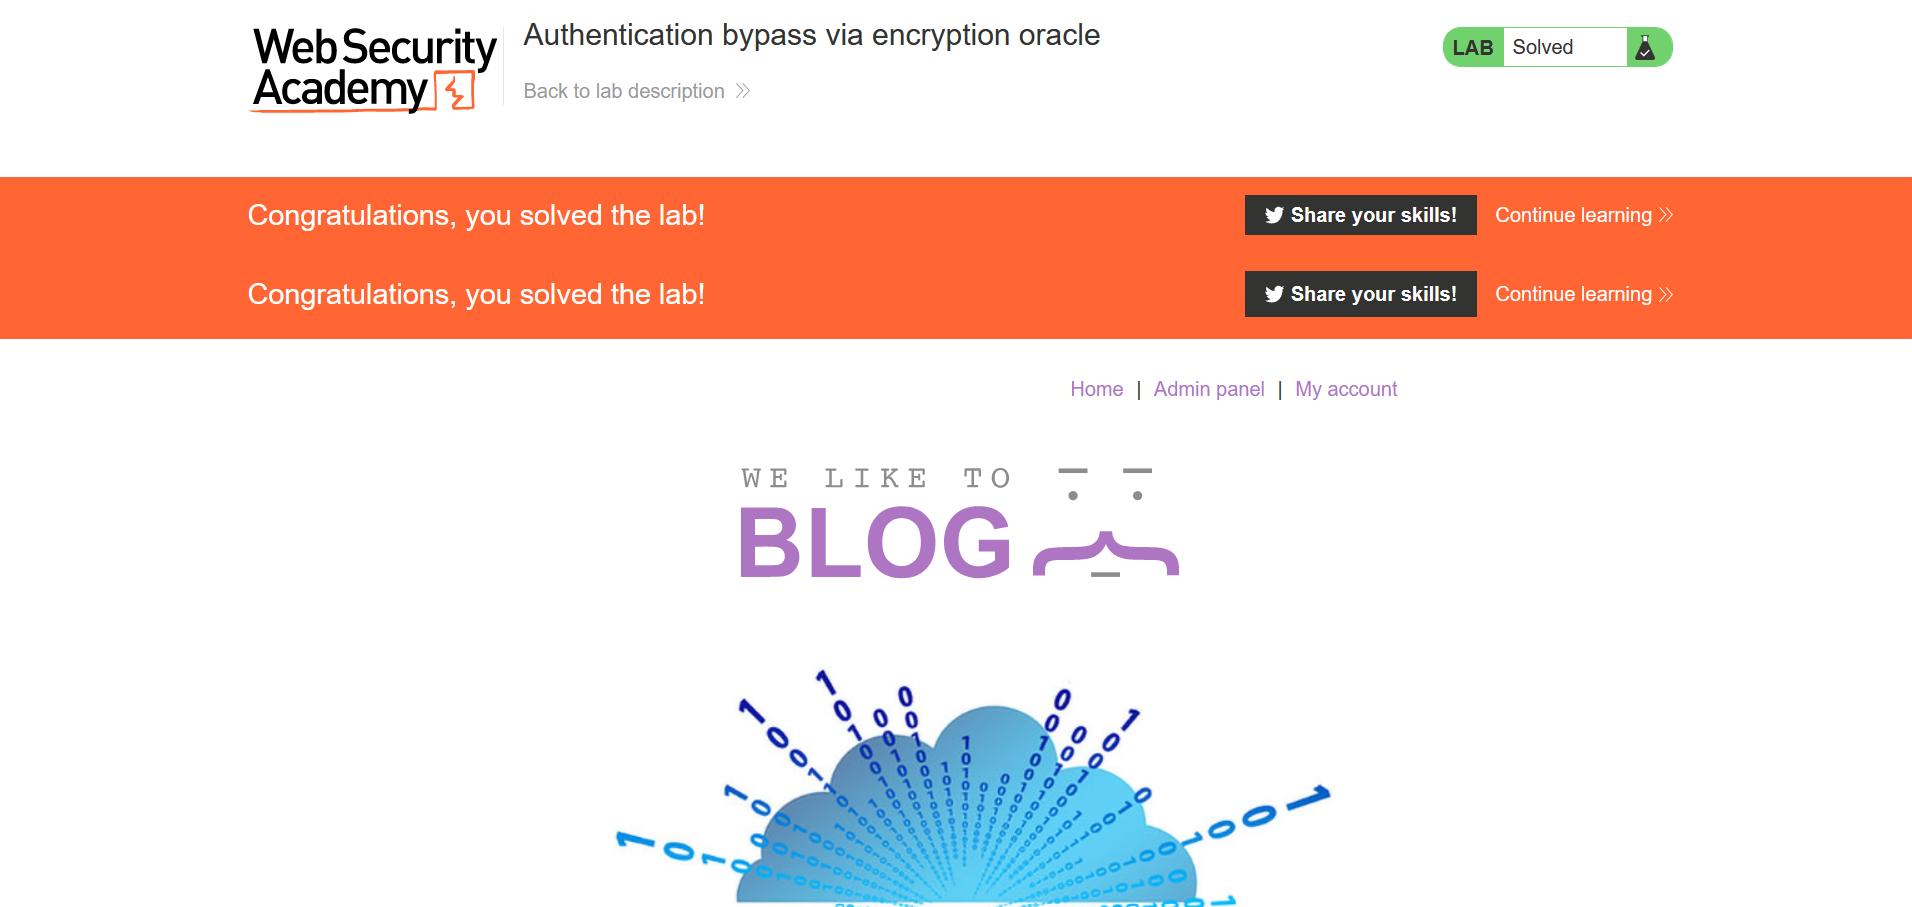 Web Security
Academy
Authentication bypass via encryption oracle
Back to lab description
LAB Solved
Congratulations, you solved the lab!
Share your skills! Continue learning
Congratulations, you solved the lab!
Share your skills! Continue learning
Home | Admin panel | My account
WE LIKE TO
BLOG